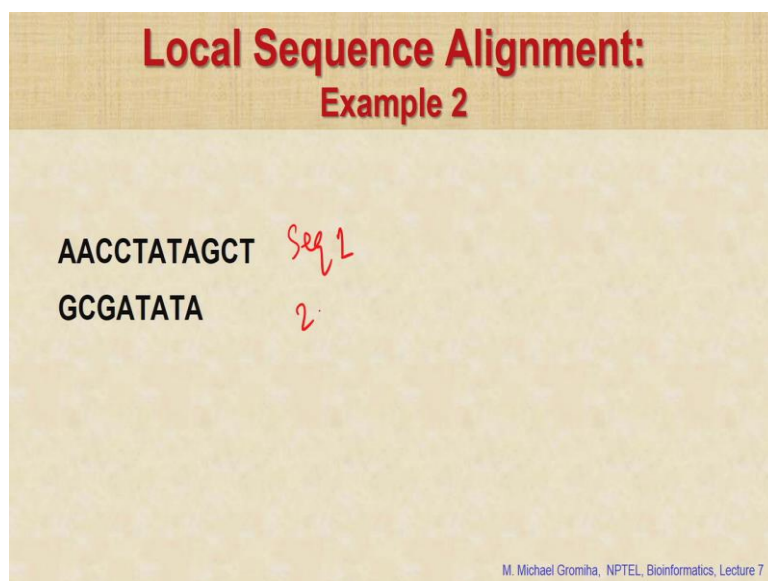 Local Sequence Alignment:
Example 2
AACCTATAGCT Seq 1
GCGATATA 2
M. Michael Gromiha, NPTEL, Bioinformatics, Lecture 7